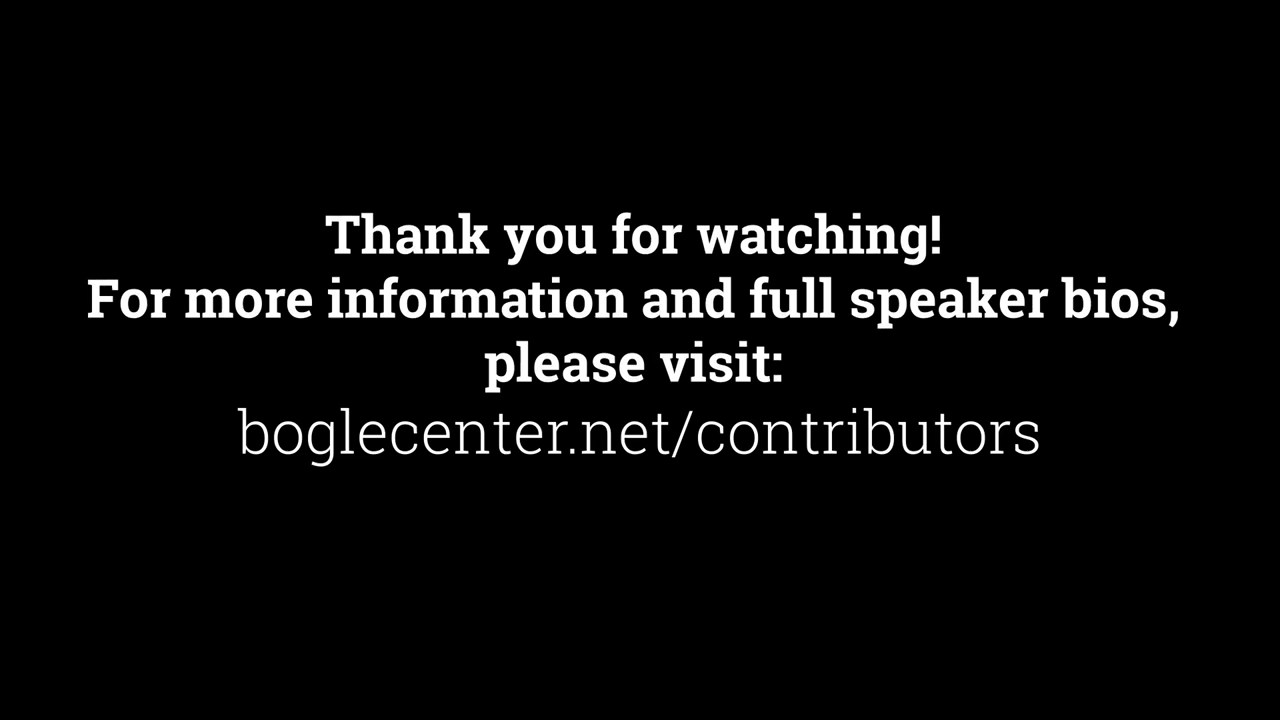 Thank you for watching!
For more information and full speaker bios,
please visit:
boglecenter.net/contributors